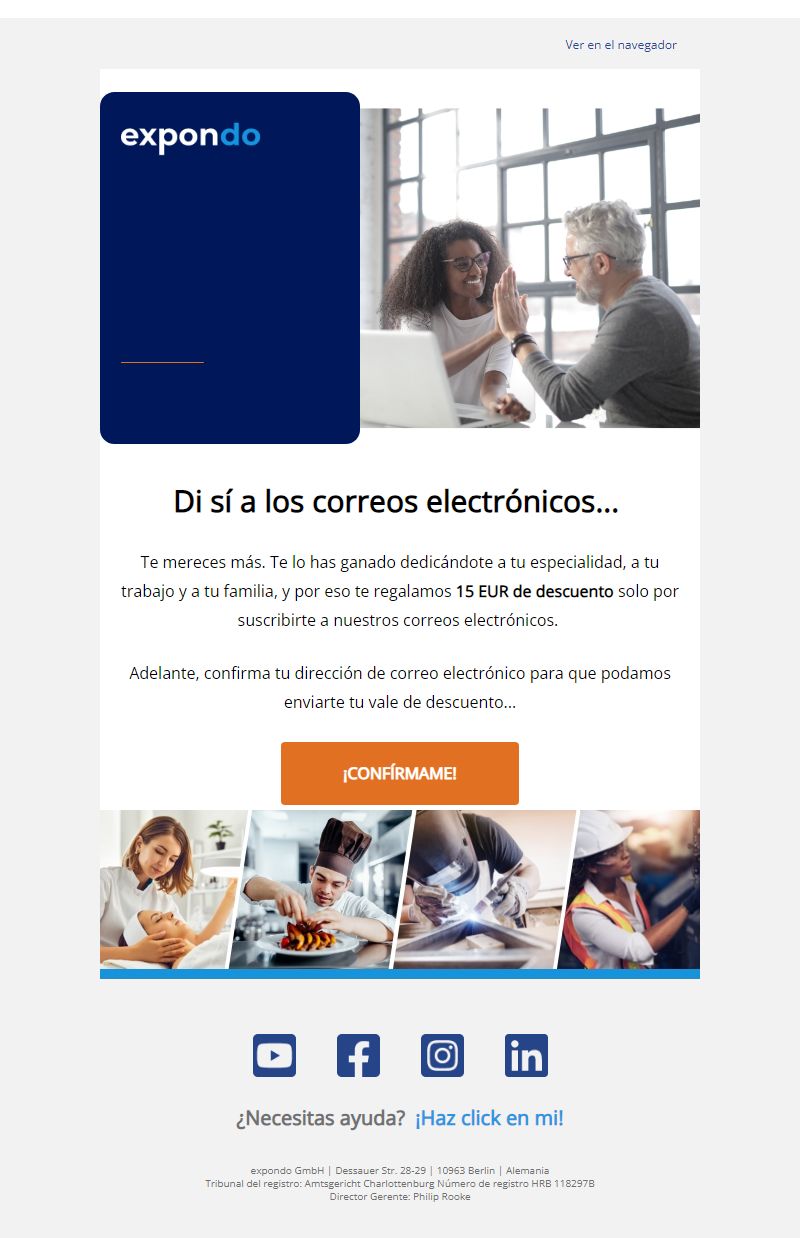 Ver en el navegador
expondo
Di sí a los correos electrónicos...
Te mereces más. Te lo has ganado dedicándote a tu especialidad, a tu
trabajo y a tu familia, y por eso te regalamos 15 EUR de descuento solo por
suscribirte a nuestros correos electrónicos.
Adelante, confirma tu dirección de correo electrónico para que podamos
enviarte tu vale de descuento...
¡CONFÍRMAME!
in
¿Necesitas ayuda? ¡Haz click en mi!
expondo GmbH | Dessauer Str. 28-29 | 10963 Berlin | Alemania
Tribunal del registro: Amtsgericht Charlottenburg Número de registro HRB 118297B
Director Gerente: Philip Rooke